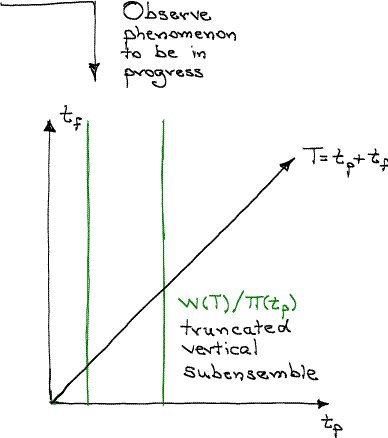 Observe
phenomenon
to be in
progress
t_f
T = t_p + t_f
w(T)/π(t_p)
truncated
vertical
subensemble
t_p